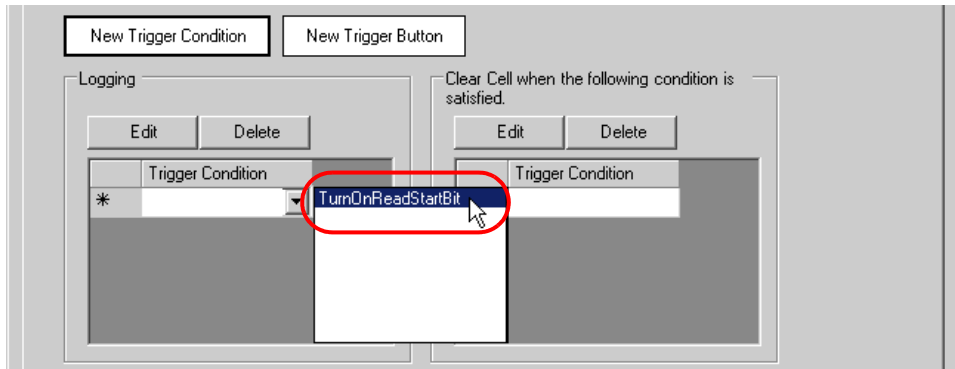 New Trigger Condition
New Trigger Button
Logging
Clear Cell when the following condition is
satisfied.
Edit
Delete
Edit
Delete
Trigger Condition
Trigger Condition
*
TurnOnReadStartBit